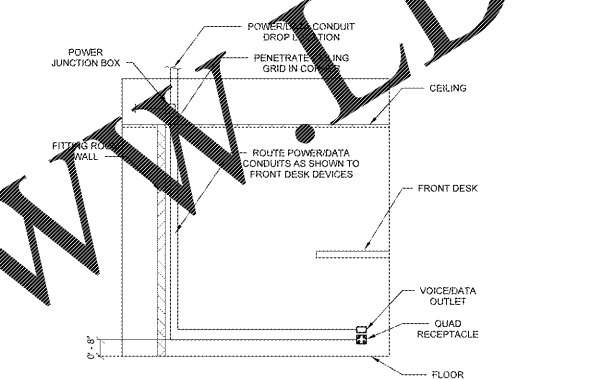 POWER/DATA CONDUIT
DROP LOCATION
POWER
JUNCTION BOX
PENETRATE CEILING
GRID IN CORNER
CEILING
FITTING ROOM
WALL
ROUTE POWER/DATA
CONDUITS AS SHOWN TO
FRONT DESK DEVICES
FRONT DESK
VOICE/DATA
OUTLET
QUAD
RECEPTACLE
0' - 8"
FLOOR